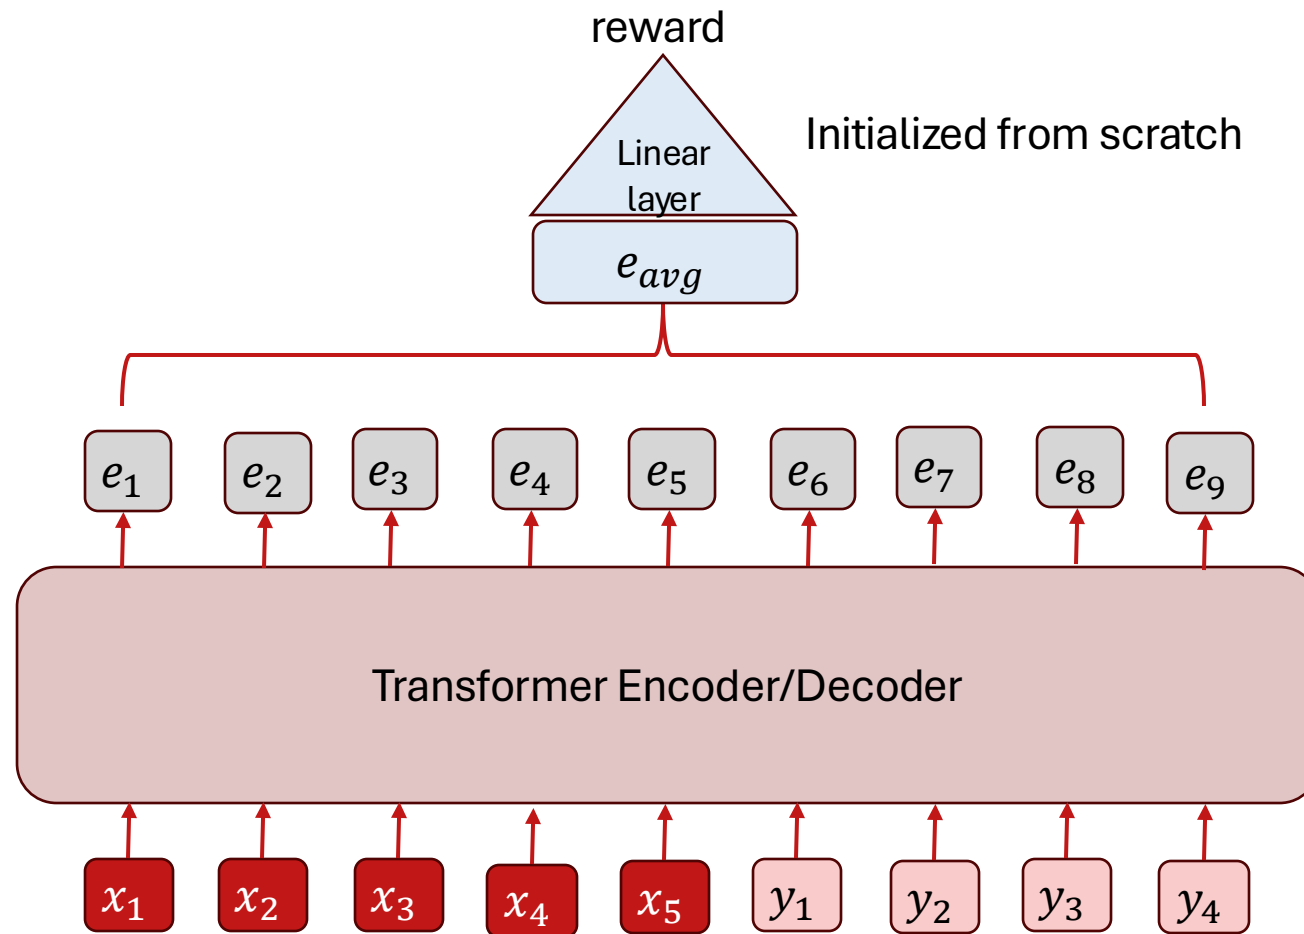 reward
Initialized from scratch
Linear
layer
e_avg
e_1 e_2 e_3 e_4 e_5 e_6 e_7 e_8 e_9
Transformer Encoder/Decoder
x_1 x_2 x_3 x_4 x_5 y_1 y_2 y_3 y_4